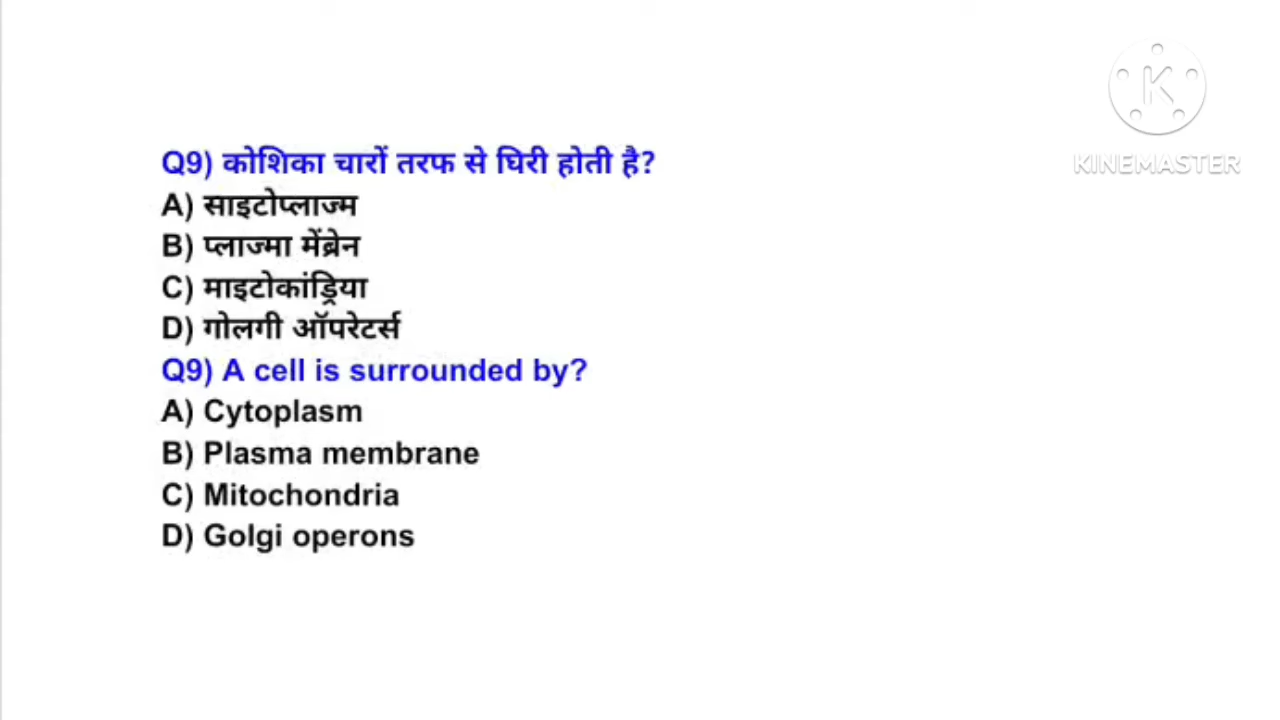 KINEMASTER
Q9) कोशिका चारों तरफ से घिरी होती है?
A) साइटोप्लाज्म
B) प्लाज्मा मेंब्रेन
C) माइटोकांड्रिया
D) गोलगी ऑपरेटर्स
Q9) A cell is surrounded by?
A) Cytoplasm
B) Plasma membrane
C) Mitochondria
D) Golgi operons